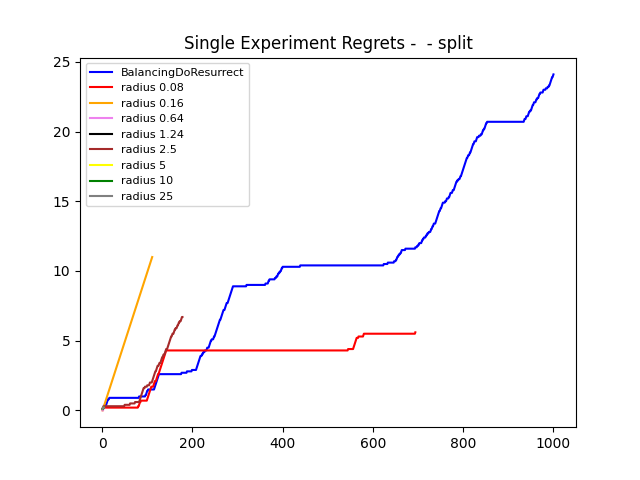 Single Experiment Regrets -  - split
25
20
15
10
5
0
BalancingDoResurrect
radius 0.08
radius 0.16
radius 0.64
radius 1.24
radius 2.5
radius 5
radius 10
radius 25
0 200 400 600 800 1000